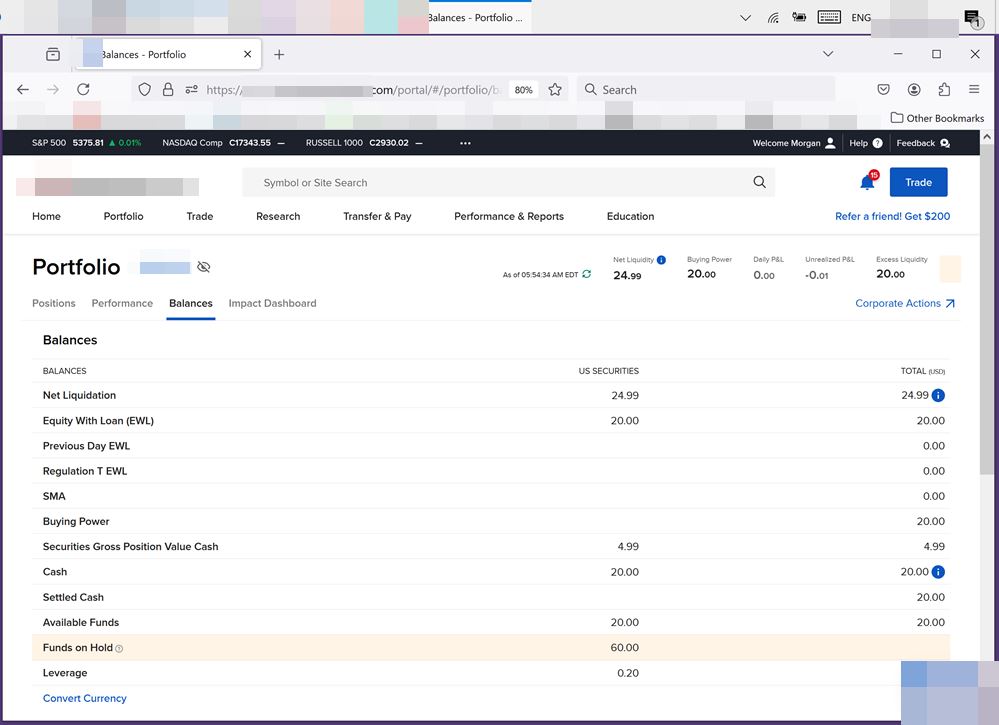 Balances - Portfolio ...
ENG
1
Balances - Portfolio
https:// com/portal/#/portfolio/b
80%
Search
Other Bookmarks
S&P 500 5375.81 ▲ 0.01% NASDAQ Comp C17343.55 — RUSSELL 1000 C2930.02 — ••• Welcome Morgan Help ? Feedback
Symbol or Site Search
15
Trade
Home Portfolio Trade Research Transfer & Pay Performance & Reports Education Refer a friend! Get $200
Portfolio
As of 05:54:34 AM EDT
Net Liquidity i Buying Power Daily P&L Unrealized P&L Excess Liquidity
24.99 20.00 0.00 -0.01 20.00
Positions Performance Balances Impact Dashboard Corporate Actions
Balances
BALANCES US SECURITIES TOTAL (USD)
Net Liquidation 24.99 24.99 i
Equity With Loan (EWL) 20.00 20.00
Previous Day EWL 0.00
Regulation T EWL 0.00
SMA 0.00
Buying Power 20.00
Securities Gross Position Value Cash 4.99 4.99
Cash 20.00 20.00 i
Settled Cash 20.00
Available Funds 20.00 20.00
Funds on Hold ? 60.00
Leverage 0.20
Convert Currency